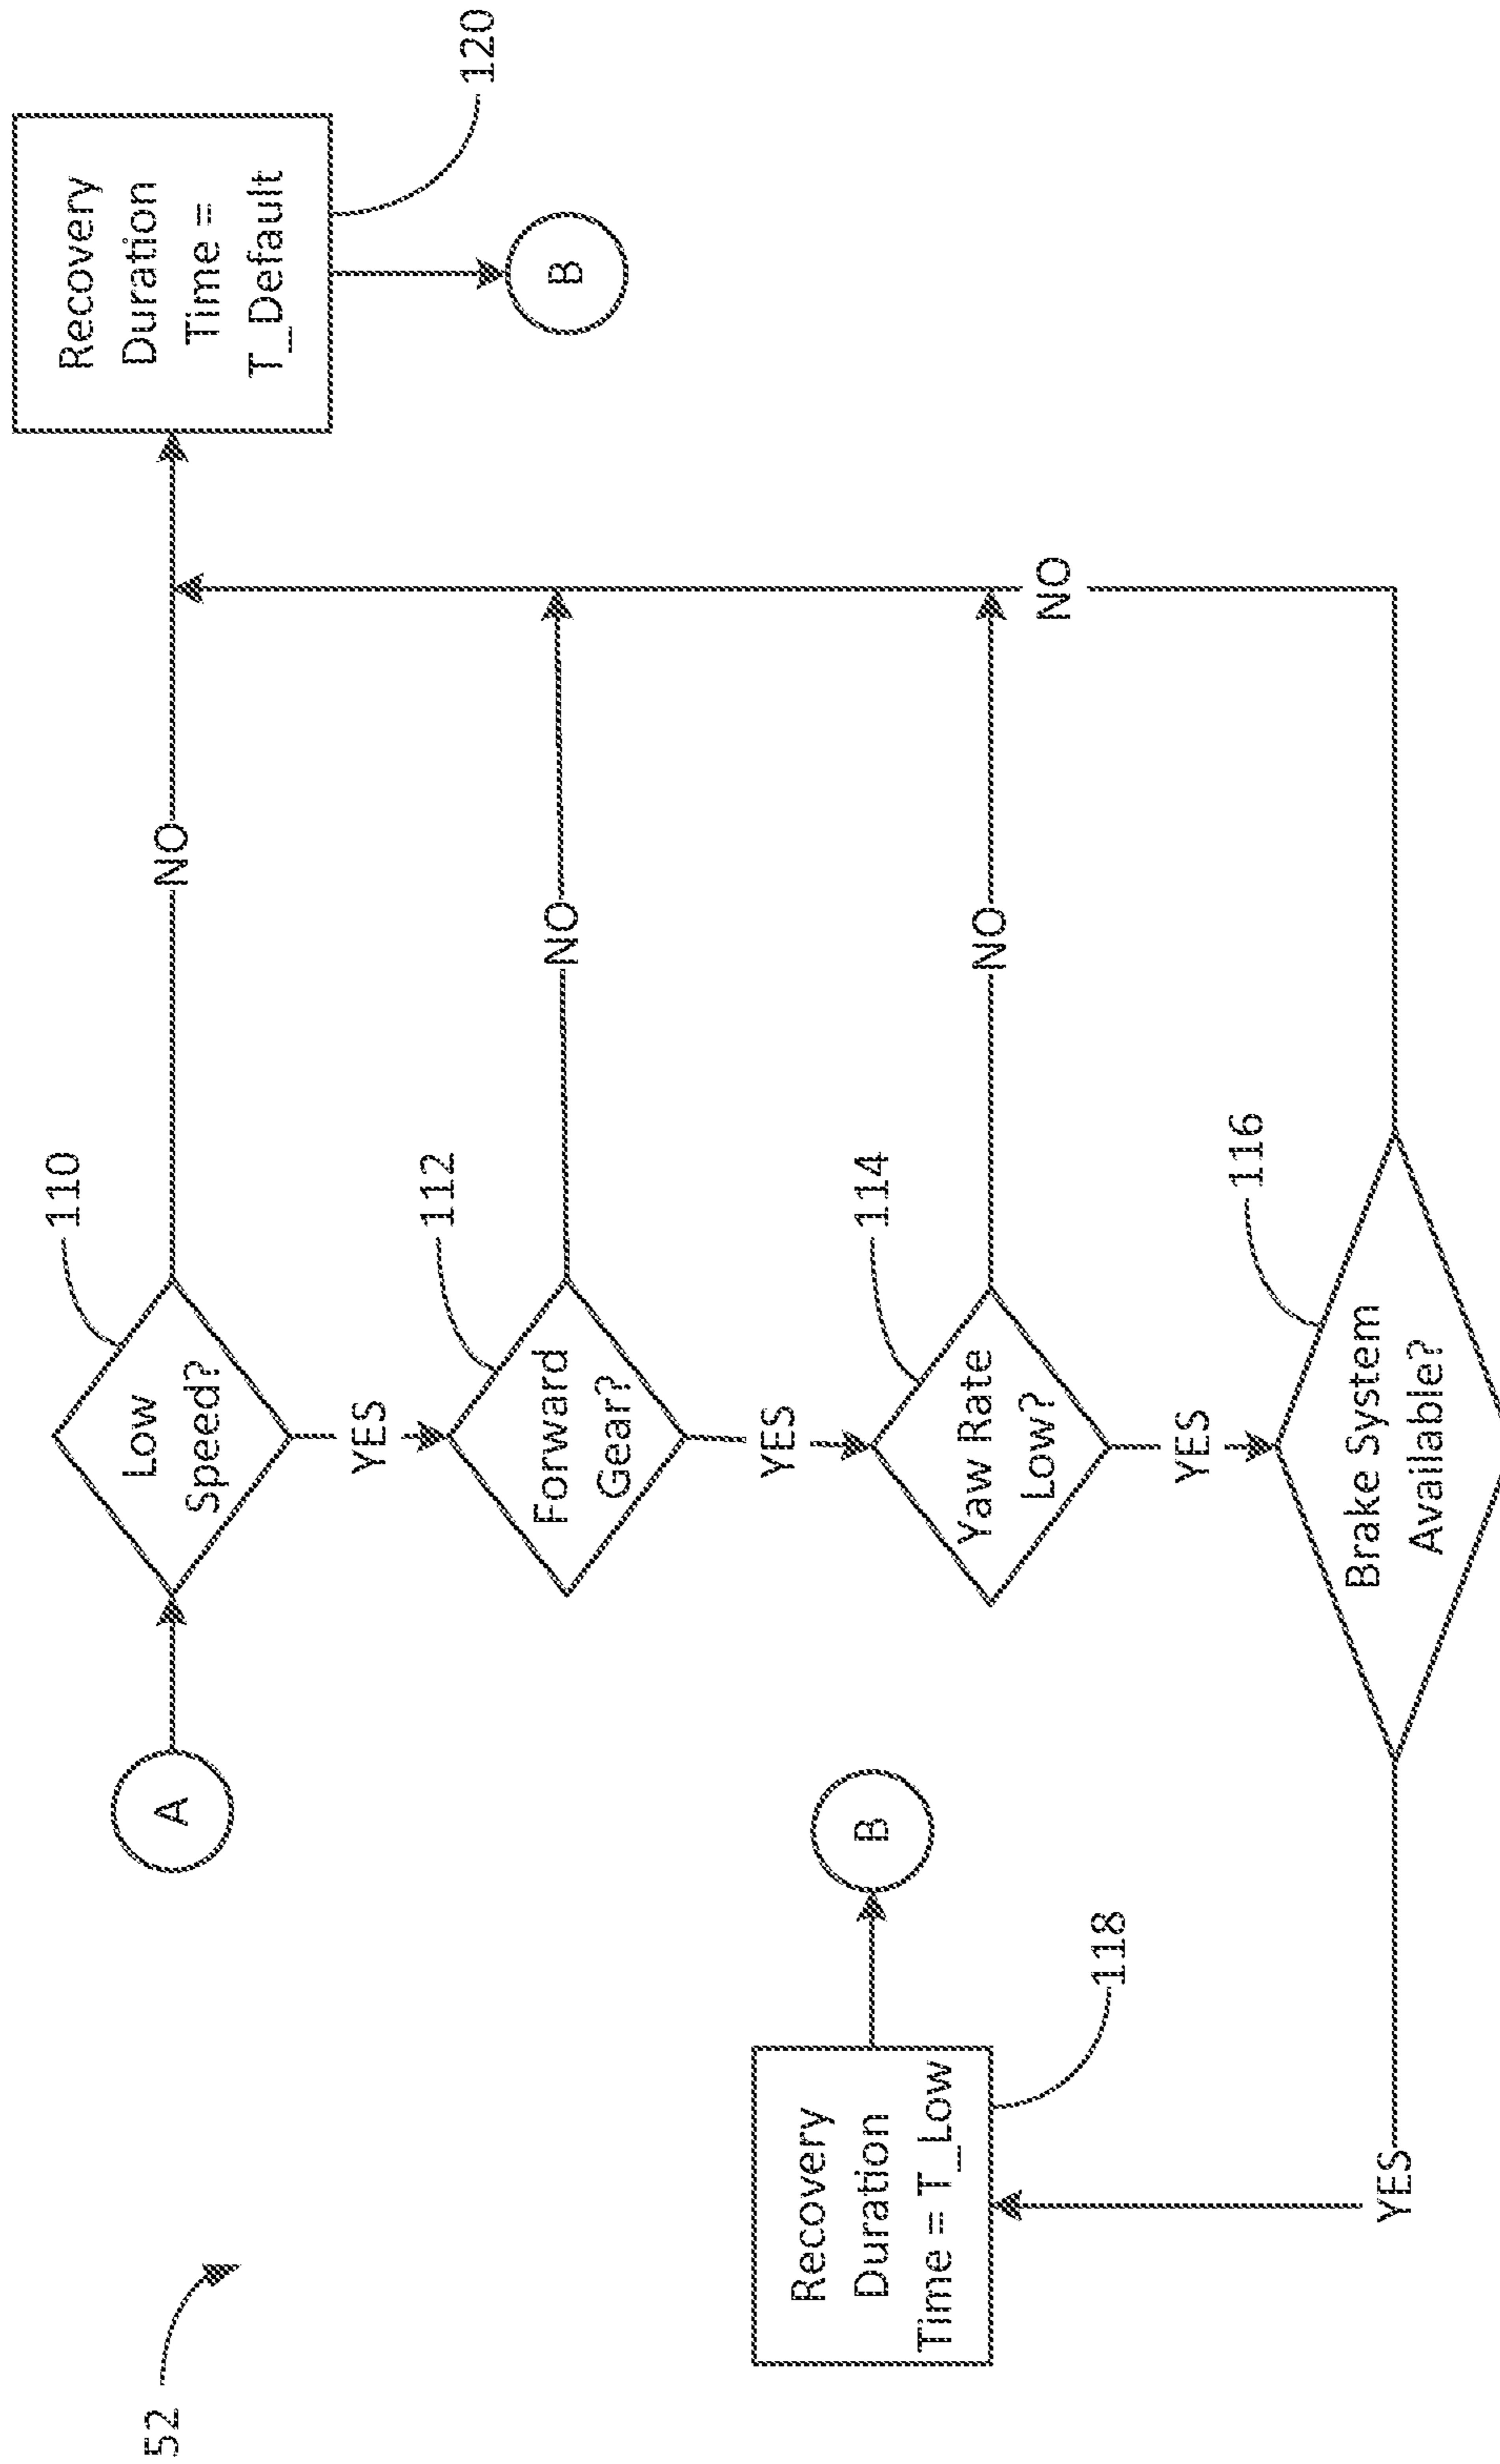 52
A
Low
Speed?
110
NO
Recovery
Duration
Time =
T_Default
120
B
YES
Forward
Gear?
112
NO
YES
Yaw Rate
Low?
114
NO
YES
Brake System
Available?
116
NO
YES
Recovery
Duration
Time = T_Low
118
B